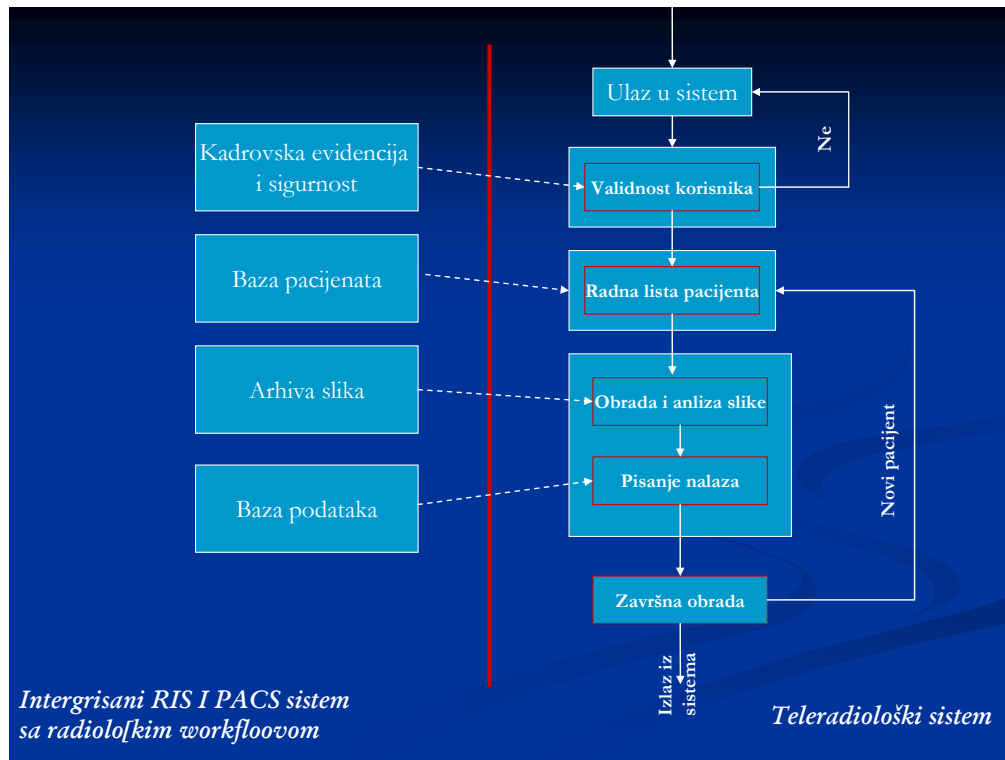 Ulaz u sistem
Ne
Kadrovska evidencija
i sigurnost
Validnost korisnika
Baza pacijenata
Radna lista pacijenta
Arhiva slika
Obrada i anliza slike
Novi pacijent
Baza podataka
Pisanje nalaza
Završna obrada
Izlaz iz
sistema
Intergrisani RIS I PACS sistem
sa radiolo[kim workfloovom
Teleradiološki sistem